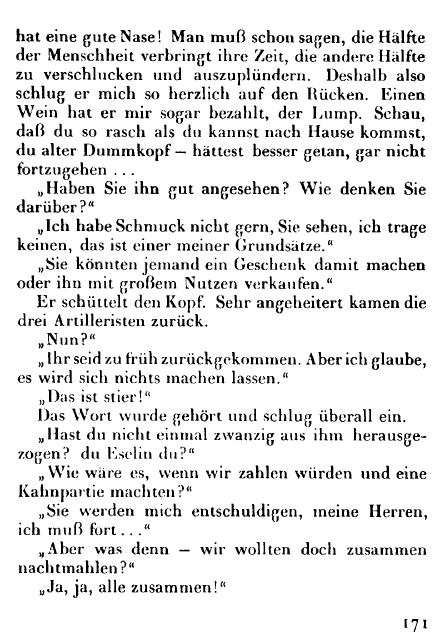 hat eine gute Nase! Man muß schon sagen, die Hälfte
der Menschheit verbringt ihre Zeit, die andere Hälfte
zu verschlucken und auszuplündern. Deshalb also
schlug er mich so herzlich auf den Rücken. Einen
Wein hat er mir sogar bezahlt, der Lump. Schau,
daß du so rasch als du kannst nach Hause kommst,
du alter Dummkopf – hättest besser getan, gar nicht
fortzugehen ...
„Haben Sie ihn gut angesehen? Wie denken Sie
darüber?“
„Ich habe Schmuck nicht gern, Sie sehen, ich trage
keinen, das ist einer meiner Grundsätze.“
„Sie könnten jemand ein Geschenk damit machen
oder ihn mit großem Nutzen verkaufen.“
Er schüttelt den Kopf. Sehr angeheitert kamen die
drei Artilleristen zurück.
„Nun?“
„Ihr seid zu früh zurückgekommen. Aber ich glaube,
es wird sich nichts machen lassen.“
„Das ist stier!“
Das Wort wurde gehört und schlug überall ein.
„Hast du nicht einmal zwanzig aus ihm herausge-
zogen? du Eselin du?“
„Wie wäre es, wenn wir zahlen würden und eine
Kahnpartie machten?“
„Sie werden mich entschuldigen, meine Herren,
ich muß fort ...“
„Aber was denn – wir wollten doch zusammen
nachtmahlen?“
„Ja, ja, alle zusammen!“
171